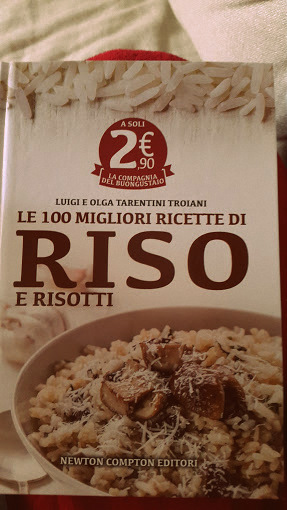 A SOLI
2€
,90
LA COMPAGNIA
DEL BUONGUSTAIO
LUIGI E OLGA TARENTINI TROIANI
LE 100 MIGLIORI RICETTE DI
RISO
E RISOTTI
NEWTON COMPTON EDITORI